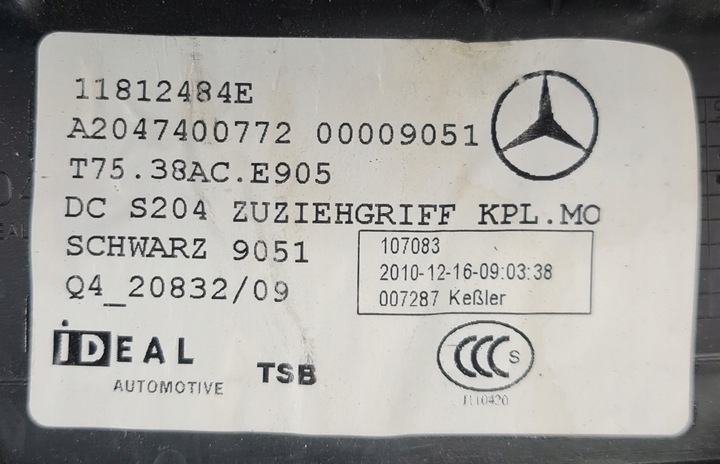 11812484E
A2047400772 00009051
T75.38AC.E905
DC S204 ZUZIEHGRIFF KPL.MO
SCHWARZ 9051
Q4_20832/09
107083
2010-12-16-09:03:38
007287 Keßler
iDEAL
AUTOMOTIVE
TSB
CCC S
1110420